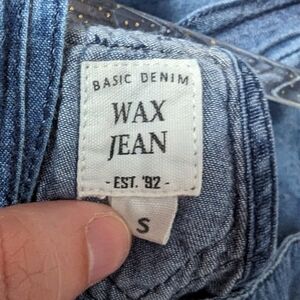 BASIC DENIM
WAX
JEAN
- EST. '92 -
S